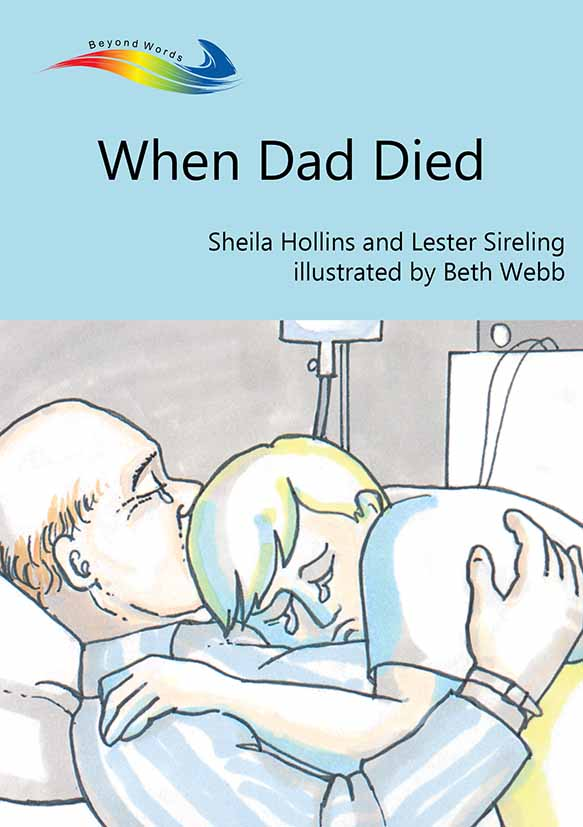 Beyond Words
When Dad Died
Sheila Hollins and Lester Sireling
illustrated by Beth Webb